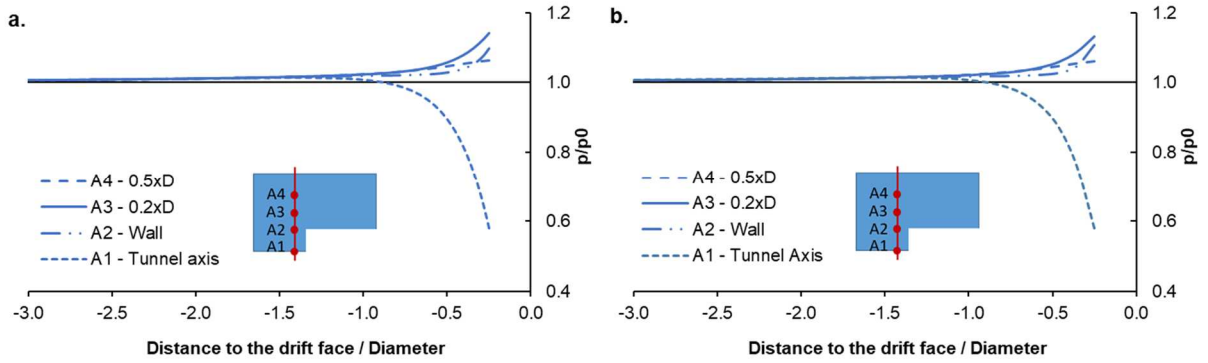 a.
1.2
1.0
0.8
0.6
0.4
p/p0
A4 - 0.5xD
A3 - 0.2xD
A2 - Wall
A1 - Tunnel axis
A4
A3
A2
A1
-3.0 -2.5 -2.0 -1.5 -1.0 -0.5 0.0
Distance to the drift face / Diameter
b.
1.2
1.0
0.8
0.6
0.4
p/p0
A4 - 0.5xD
A3 - 0.2xD
A2 - Wall
A1 - Tunnel Axis
A4
A3
A2
A1
-3.0 -2.5 -2.0 -1.5 -1.0 -0.5 0.0
Distance to the drift face / Diameter